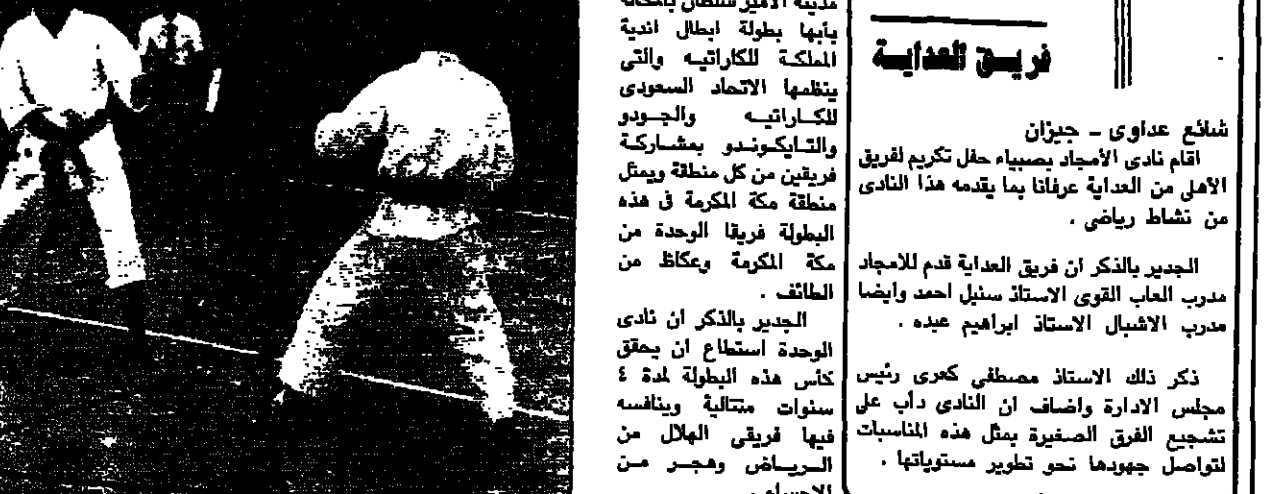 فريق العداية
شائع عداوى ـ جيزان
اقام نادى الأمجاد بصبياء حفل تكريم لفريق
الأهلى من العداية عرفانا بما يقدمه هذا النادى
من نشاط رياضى .
الجدير بالذكر ان فريق العداية قدم للامجاد
مدرب العاب القوى الاستاذ سنبل احمد وايضا
مدرب الاشبال الاستاذ ابراهيم عبده .
ذكر ذلك الاستاذ مصطفى كعرى رئيس
مجلس الادارة واضاف ان النادى دأب على
تشجيع الفرق الصغيرة بمثل هذه المناسبات
لتواصل جهودها نحو تطوير مستوياتها .
مدينة الامير سلطان
بأبها بطولة ابطال اندية
المملكة للكاراتيه والتى
ينظمها الاتحاد السعودى
للكاراتيه والجودو
والتايكوندو بمشاركة
فريقين من كل منطقة ويمثل
منطقة مكة المكرمة فى هذه
البطولة فريقا الوحدة من
مكة المكرمة وعكاظ من
الطائف .
الجدير بالذكر ان نادى
الوحدة استطاع ان يحقق
كأس هذه البطولة لمدة ٤
سنوات متتالية وينافسه
فيها فريقى الهلال من
الرياض وهجر من
الاحساء .